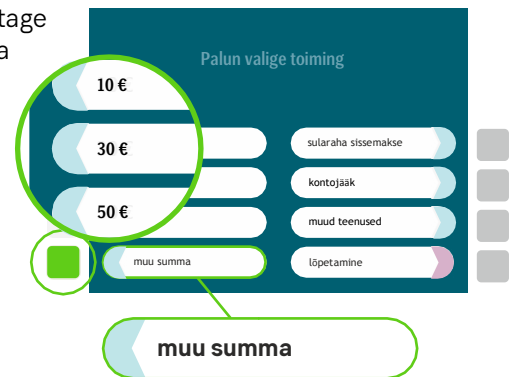 tage
a
Palun valige toiming
10 €
30 €
50 €
muu summa
sularaha sissemakse
kontojääk
muud teenused
lõpetamine
muu summa